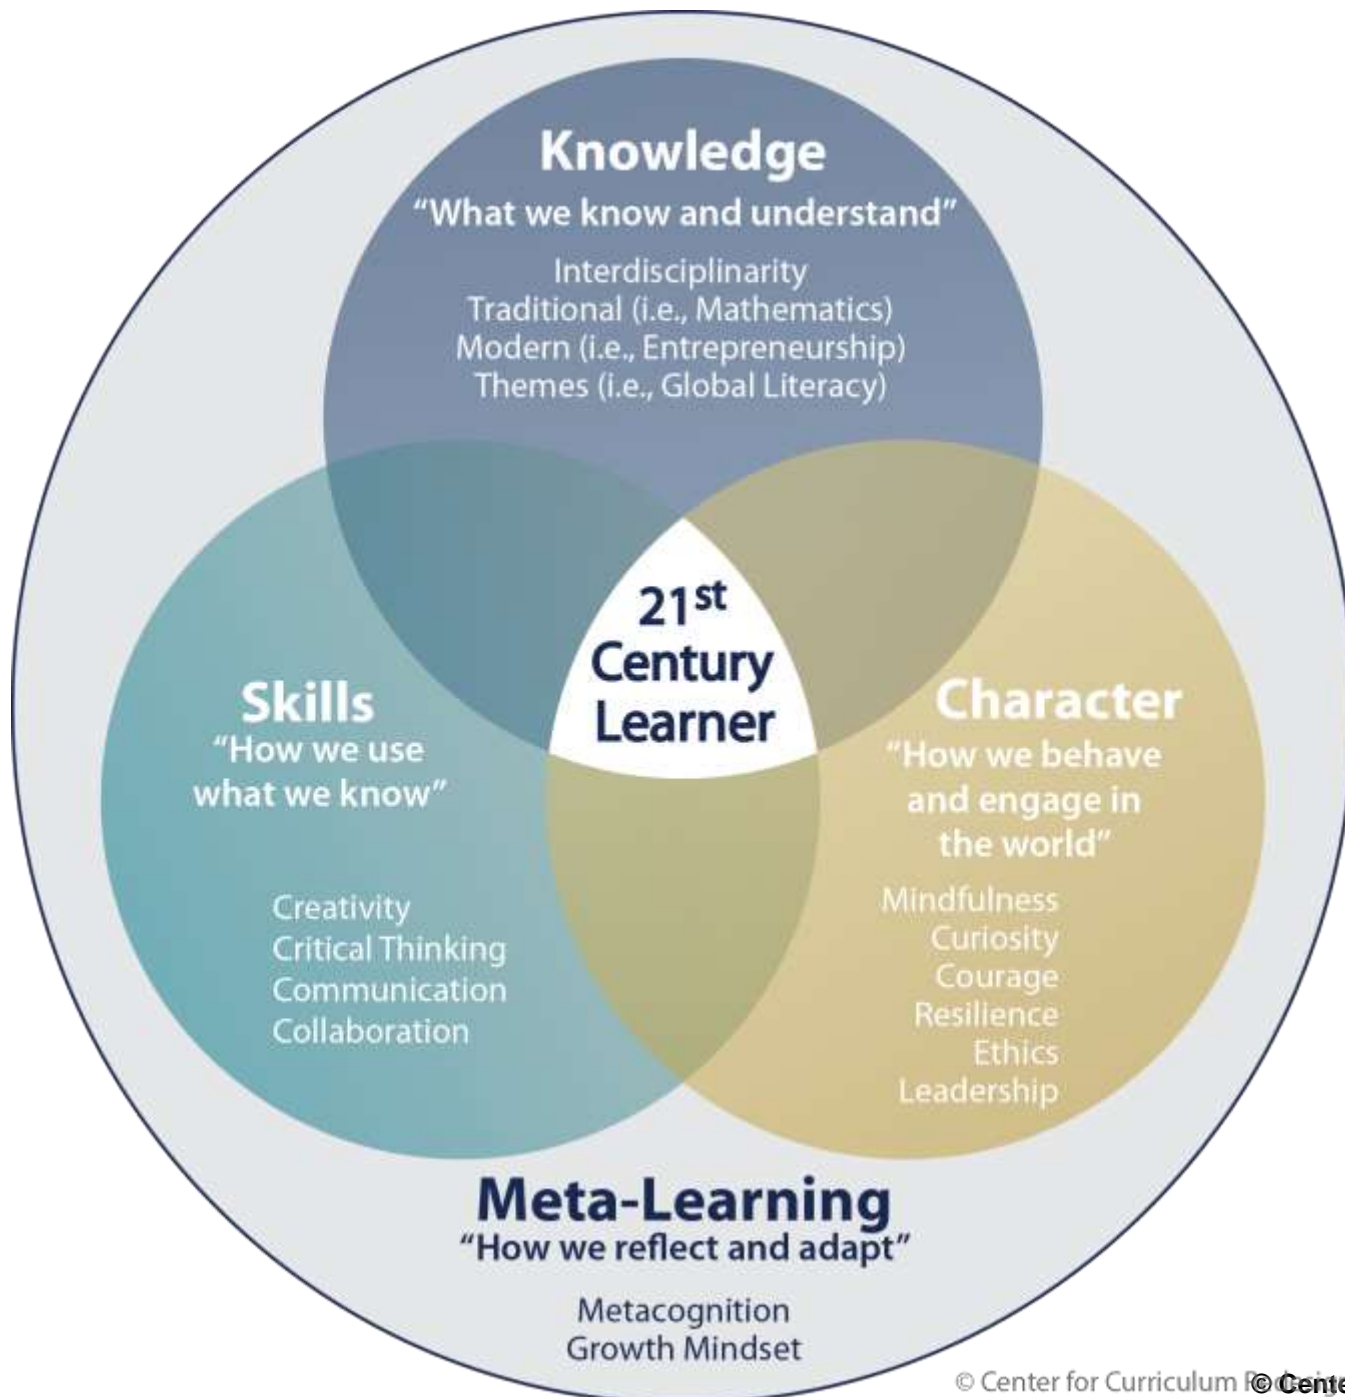 Knowledge
“What we know and understand”
Interdisciplinarity
Traditional (i.e., Mathematics)
Modern (i.e., Entrepreneurship)
Themes (i.e., Global Literacy)
21st
Century
Learner
Skills
“How we use
what we know”
Creativity
Critical Thinking
Communication
Collaboration
Character
“How we behave
and engage in
the world”
Mindfulness
Curiosity
Courage
Resilience
Ethics
Leadership
Meta-Learning
“How we reflect and adapt”
Metacognition
Growth Mindset
© Center for Curriculum